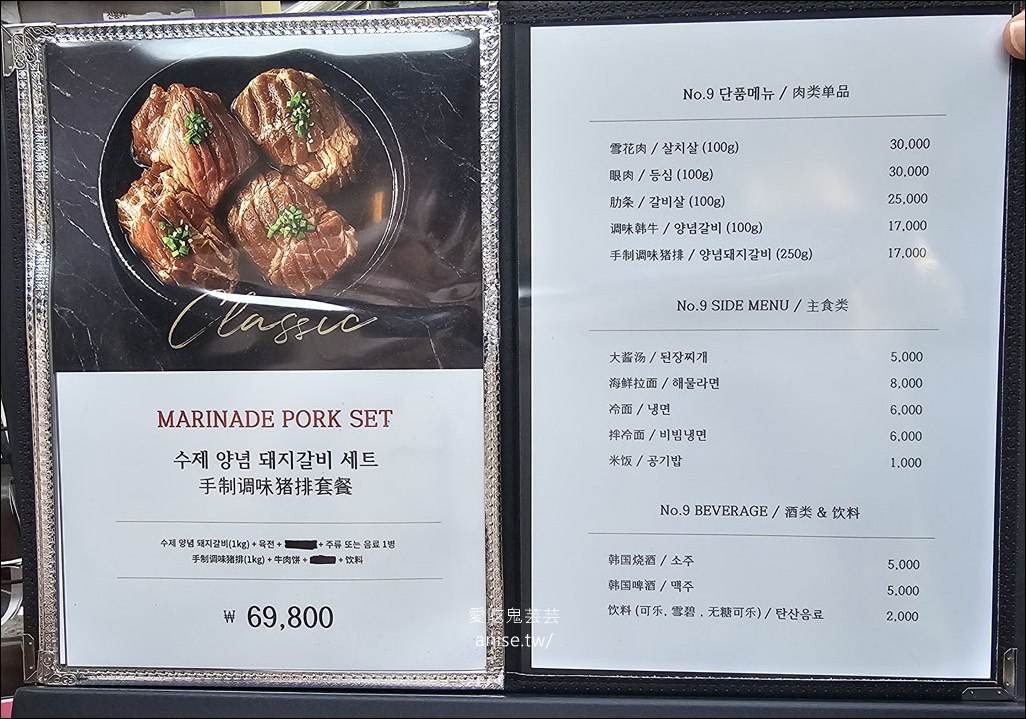 Classic
MARINADE PORK SET
수제 양념 돼지갈비 세트
手制调味猪排套餐
수제 양념 돼지갈비(1kg) + 육전 + + 주류 또는 음료 1병
手制调味猪排(1kg) + 牛肉饼 + + 饮料
₩ 69,800
No.9 단품메뉴 / 肉类单品
雪花肉 / 살치살 (100g) 30,000
眼肉 / 등심 (100g) 30,000
肋条 / 갈비살 (100g) 25,000
调味韩牛 / 양념갈비 (100g) 17,000
手制调味猪排 / 양념돼지갈비 (250g) 17,000
No.9 SIDE MENU / 主食类
大酱汤 / 된장찌개 5,000
海鲜拉面 / 해물라면 8,000
冷面 / 냉면 6,000
拌冷面 / 비빔냉면 6,000
米饭 / 공기밥 1,000
No.9 BEVERAGE / 酒类 & 饮料
韩国烧酒 / 소주 5,000
韩国啤酒 / 맥주 5,000
饮料 (可乐, 雪碧 , 无糖可乐) / 탄산음료 2,000
愛吃鬼芸芸
anise.tw/